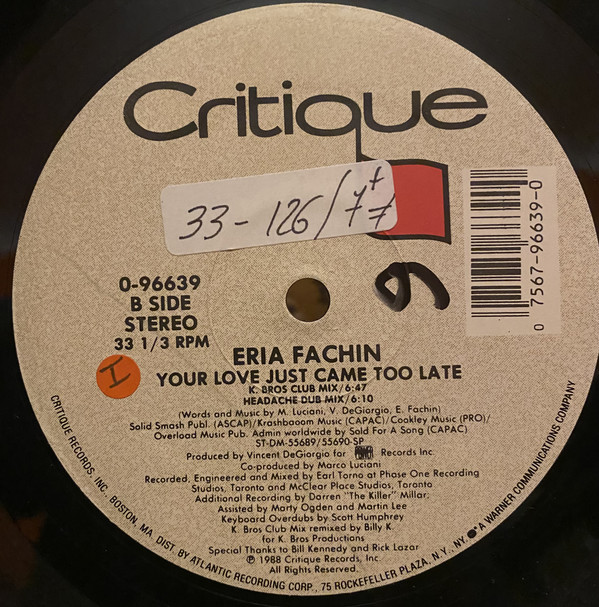 Critique
33-126/7+7
9
0-96639
B SIDE
STEREO
33 1/3 RPM
0 7567-96639-0
I
ERIA FACHIN
YOUR LOVE JUST CAME TOO LATE
K. BROS CLUB MIX/6:47
HEADACHE DUB MIX/6:10
(Words and Music by M. Luciani, V. DeGiorgio, E. Fachin)
Solid Smash Publ. (ASCAP)/Krashbaoom Music (CAPAC)/Cookley Music (PRO)/
Overload Music Pub. Admin worldwide by Sold For A Song (CAPAC)
ST-DM-55689/55690-SP
Produced by Vincent DeGiorgio for POWER Records Inc.
Co-produced by Marco Luciani
Recorded, Engineered and Mixed by Earl Torno at Phase One Recording
Studios, Toronto and McClear Place Studios, Toronto
Additional Recording by Darren "The Killer" Millar;
Assisted by Marty Ogden and Martin Lee
Keyboard Overdubs by Scott Humphrey
K. Bros Club Mix remixed by Billy K.
for K. Bros Productions
Special Thanks to Bill Kennedy and Rick Lazar
℗ 1988 Critique Records, Inc.
All Rights Reserved.
CRITIQUE RECORDS, INC. BOSTON, MA DIST. BY ATLANTIC RECORDING CORP., 75 ROCKEFELLER PLAZA, N.Y., N.Y. A WARNER COMMUNICATIONS COMPANY